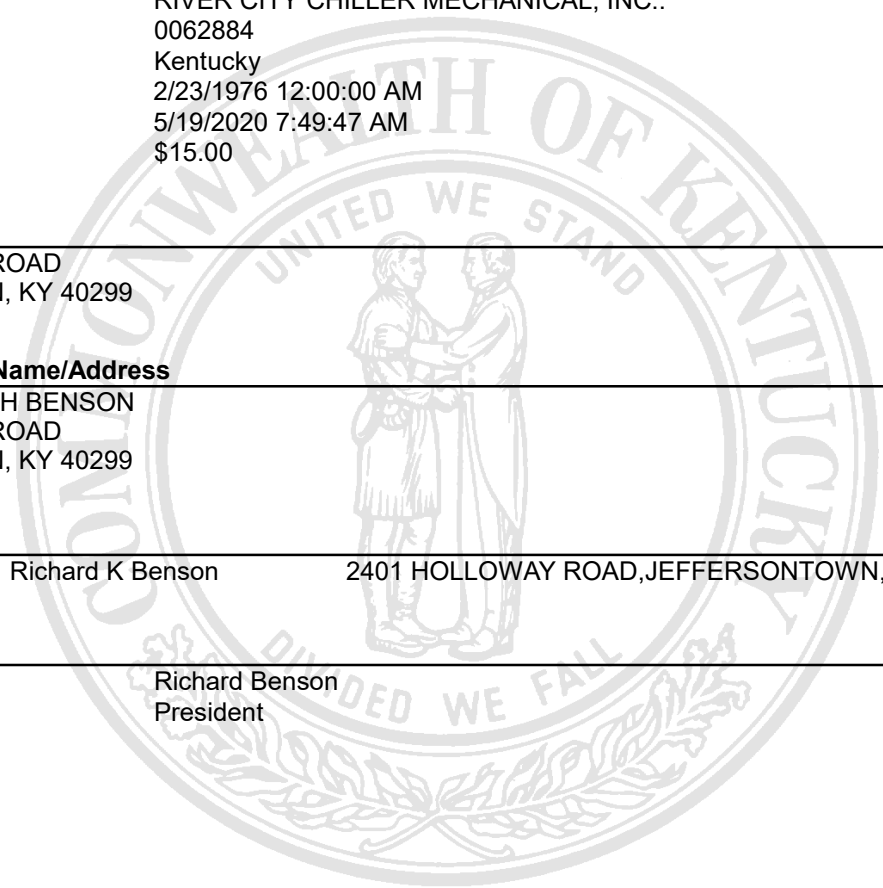 RIVER CITY CHILLER MECHANICAL, INC..
0062884
Kentucky
2/23/1976 12:00:00 AM
5/19/2020 7:49:47 AM
$15.00
COMMONWEALTH OF KENTUCKY
UNITED WE STAND
ROAD
, KY 40299
Name/Address
H BENSON
ROAD
, KY 40299
Richard K Benson 2401 HOLLOWAY ROAD,JEFFERSONTOWN,
DIVIDED WE FALL
Richard Benson
President